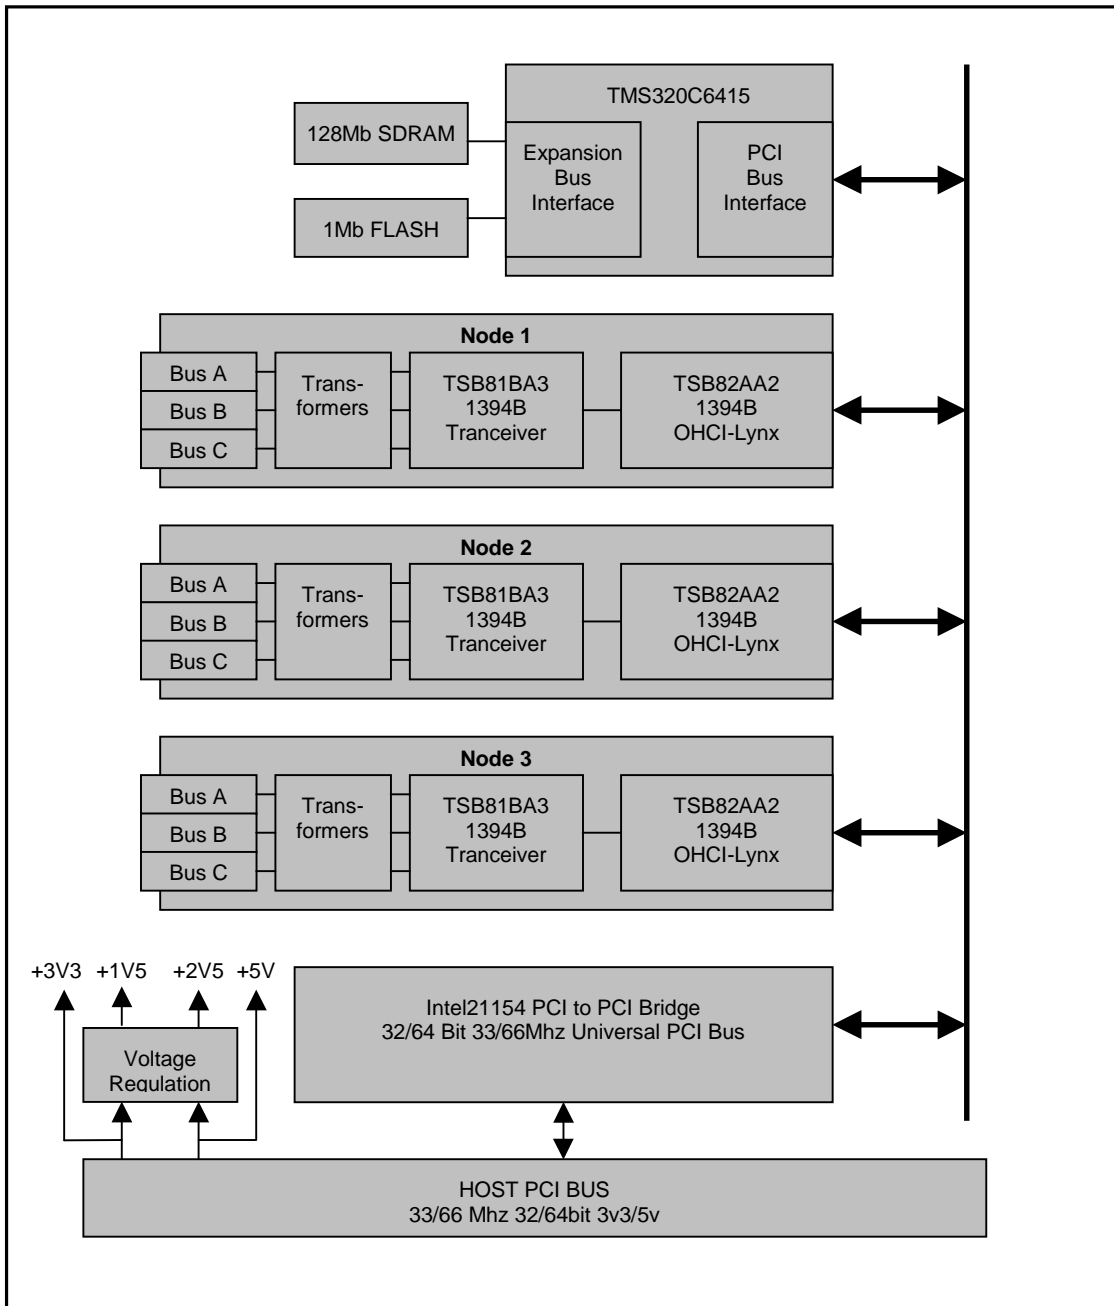 TMS320C6415
128Mb SDRAM
1Mb FLASH
Expansion
Bus
Interface
PCI
Bus
Interface
Node 1
Bus A
Bus B
Bus C
Trans-
formers
TSB81BA3
1394B
Tranceiver
TSB82AA2
1394B
OHCI-Lynx
Node 2
Bus A
Bus B
Bus C
Trans-
formers
TSB81BA3
1394B
Tranceiver
TSB82AA2
1394B
OHCI-Lynx
Node 3
Bus A
Bus B
Bus C
Trans-
formers
TSB81BA3
1394B
Tranceiver
TSB82AA2
1394B
OHCI-Lynx
+3V3 +1V5 +2V5 +5V
Voltage
Regulation
Intel21154 PCI to PCI Bridge
32/64 Bit 33/66Mhz Universal PCI Bus
HOST PCI BUS
33/66 Mhz 32/64bit 3v3/5v